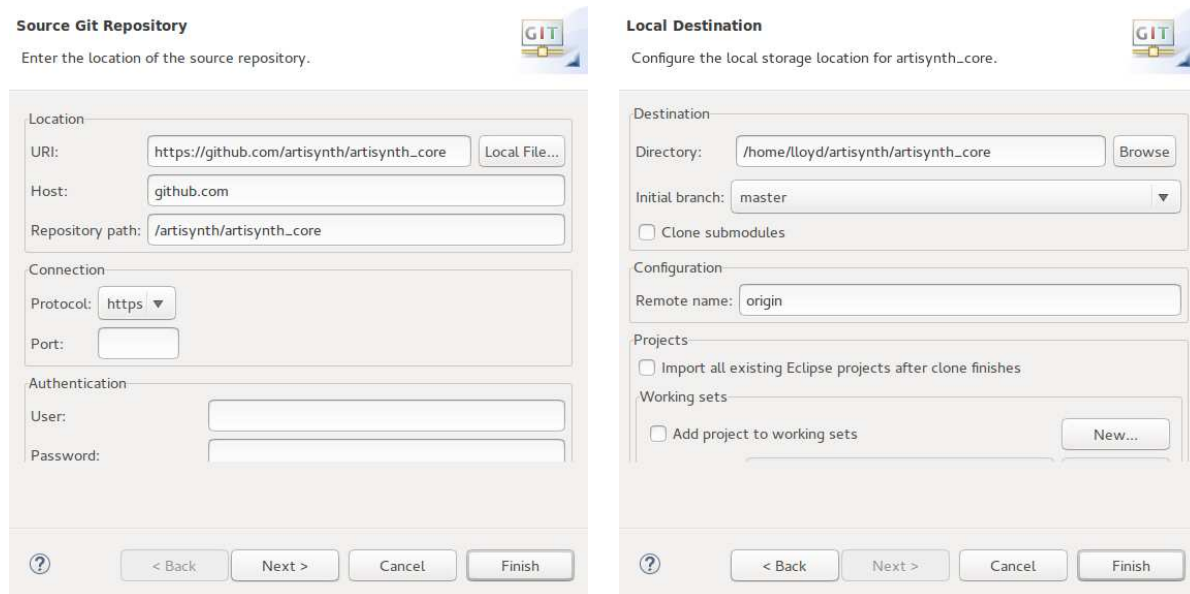 Source Git Repository
Enter the location of the source repository.
GIT
Location
URI: https://github.com/artisynth/artisynth_core Local File...
Host: github.com
Repository path: /artisynth/artisynth_core
Connection
Protocol: https
Port:
Authentication
User:
Password:
? < Back Next > Cancel Finish
Local Destination
Configure the local storage location for artisynth_core.
GIT
Destination
Directory: /home/lloyd/artisynth/artisynth_core Browse
Initial branch: master
Clone submodules
Configuration
Remote name: origin
Projects
Import all existing Eclipse projects after clone finishes
Working sets
Add project to working sets New...
? < Back Next > Cancel Finish